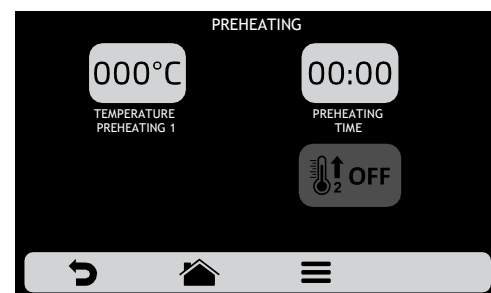 PREHEATING
000°C
00:00
TEMPERATURE
PREHEATING 1
PREHEATING
TIME
2 OFF